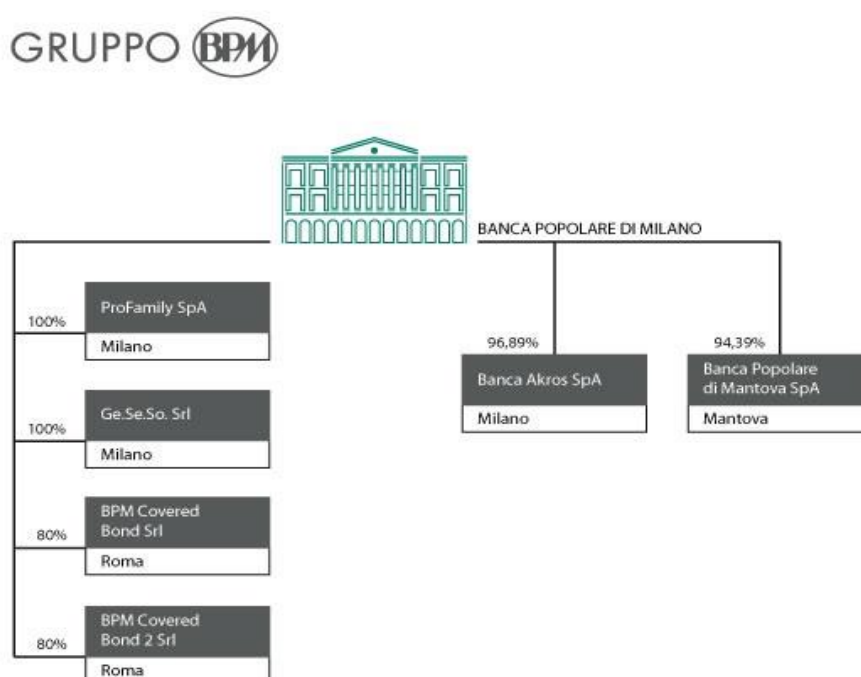 GRUPPO BPM
BANCA POPOLARE DI MILANO
100%
ProFamily SpA
Milano
100%
Ge.Se.So. Srl
Milano
80%
BPM Covered
Bond Srl
Roma
80%
BPM Covered
Bond 2 Srl
Roma
96,89%
Banca Akros SpA
Milano
94,39%
Banca Popolare
di Mantova SpA
Mantova